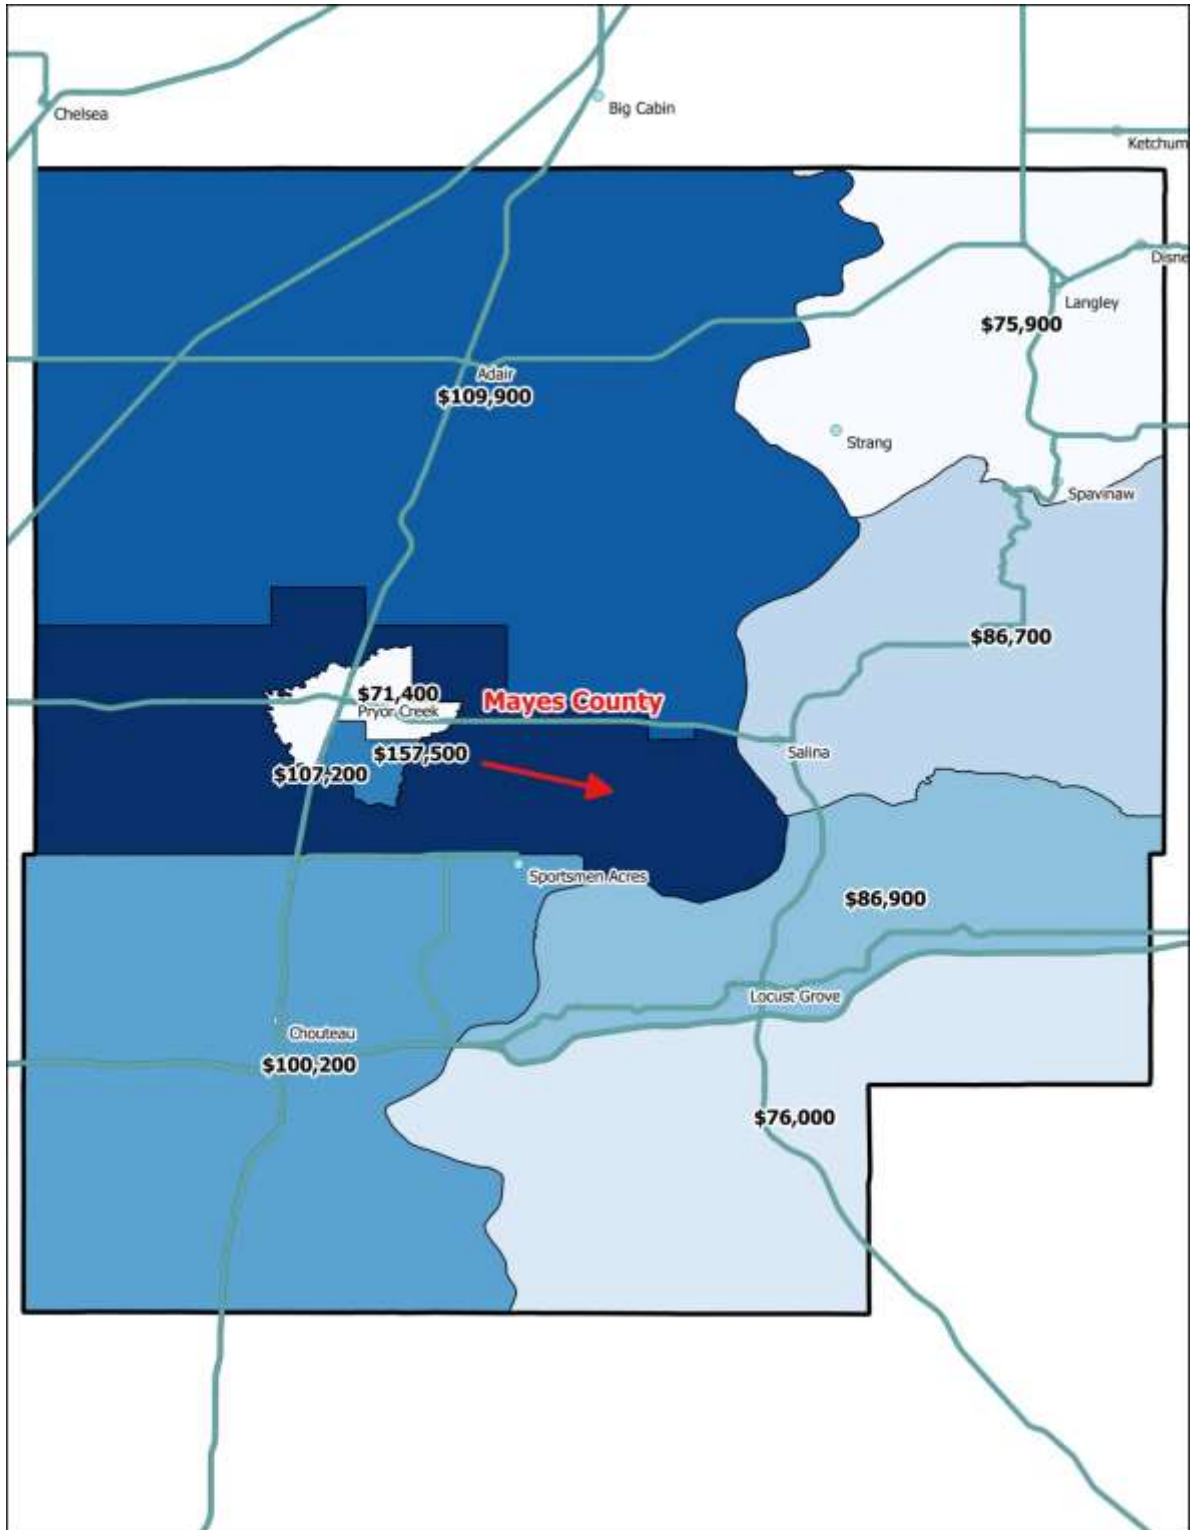 Big Cabin
Chelsea
Ketchum
Disne
Langley
$75,900
Adair
$109,900
Strang
Spavinaw
$86,700
$71,400
Mayes County
Pryor Creek
$157,500
Salina
$107,200
Sportsmen Acres
$86,900
Locust Grove
Chouteau
$100,200
$76,000